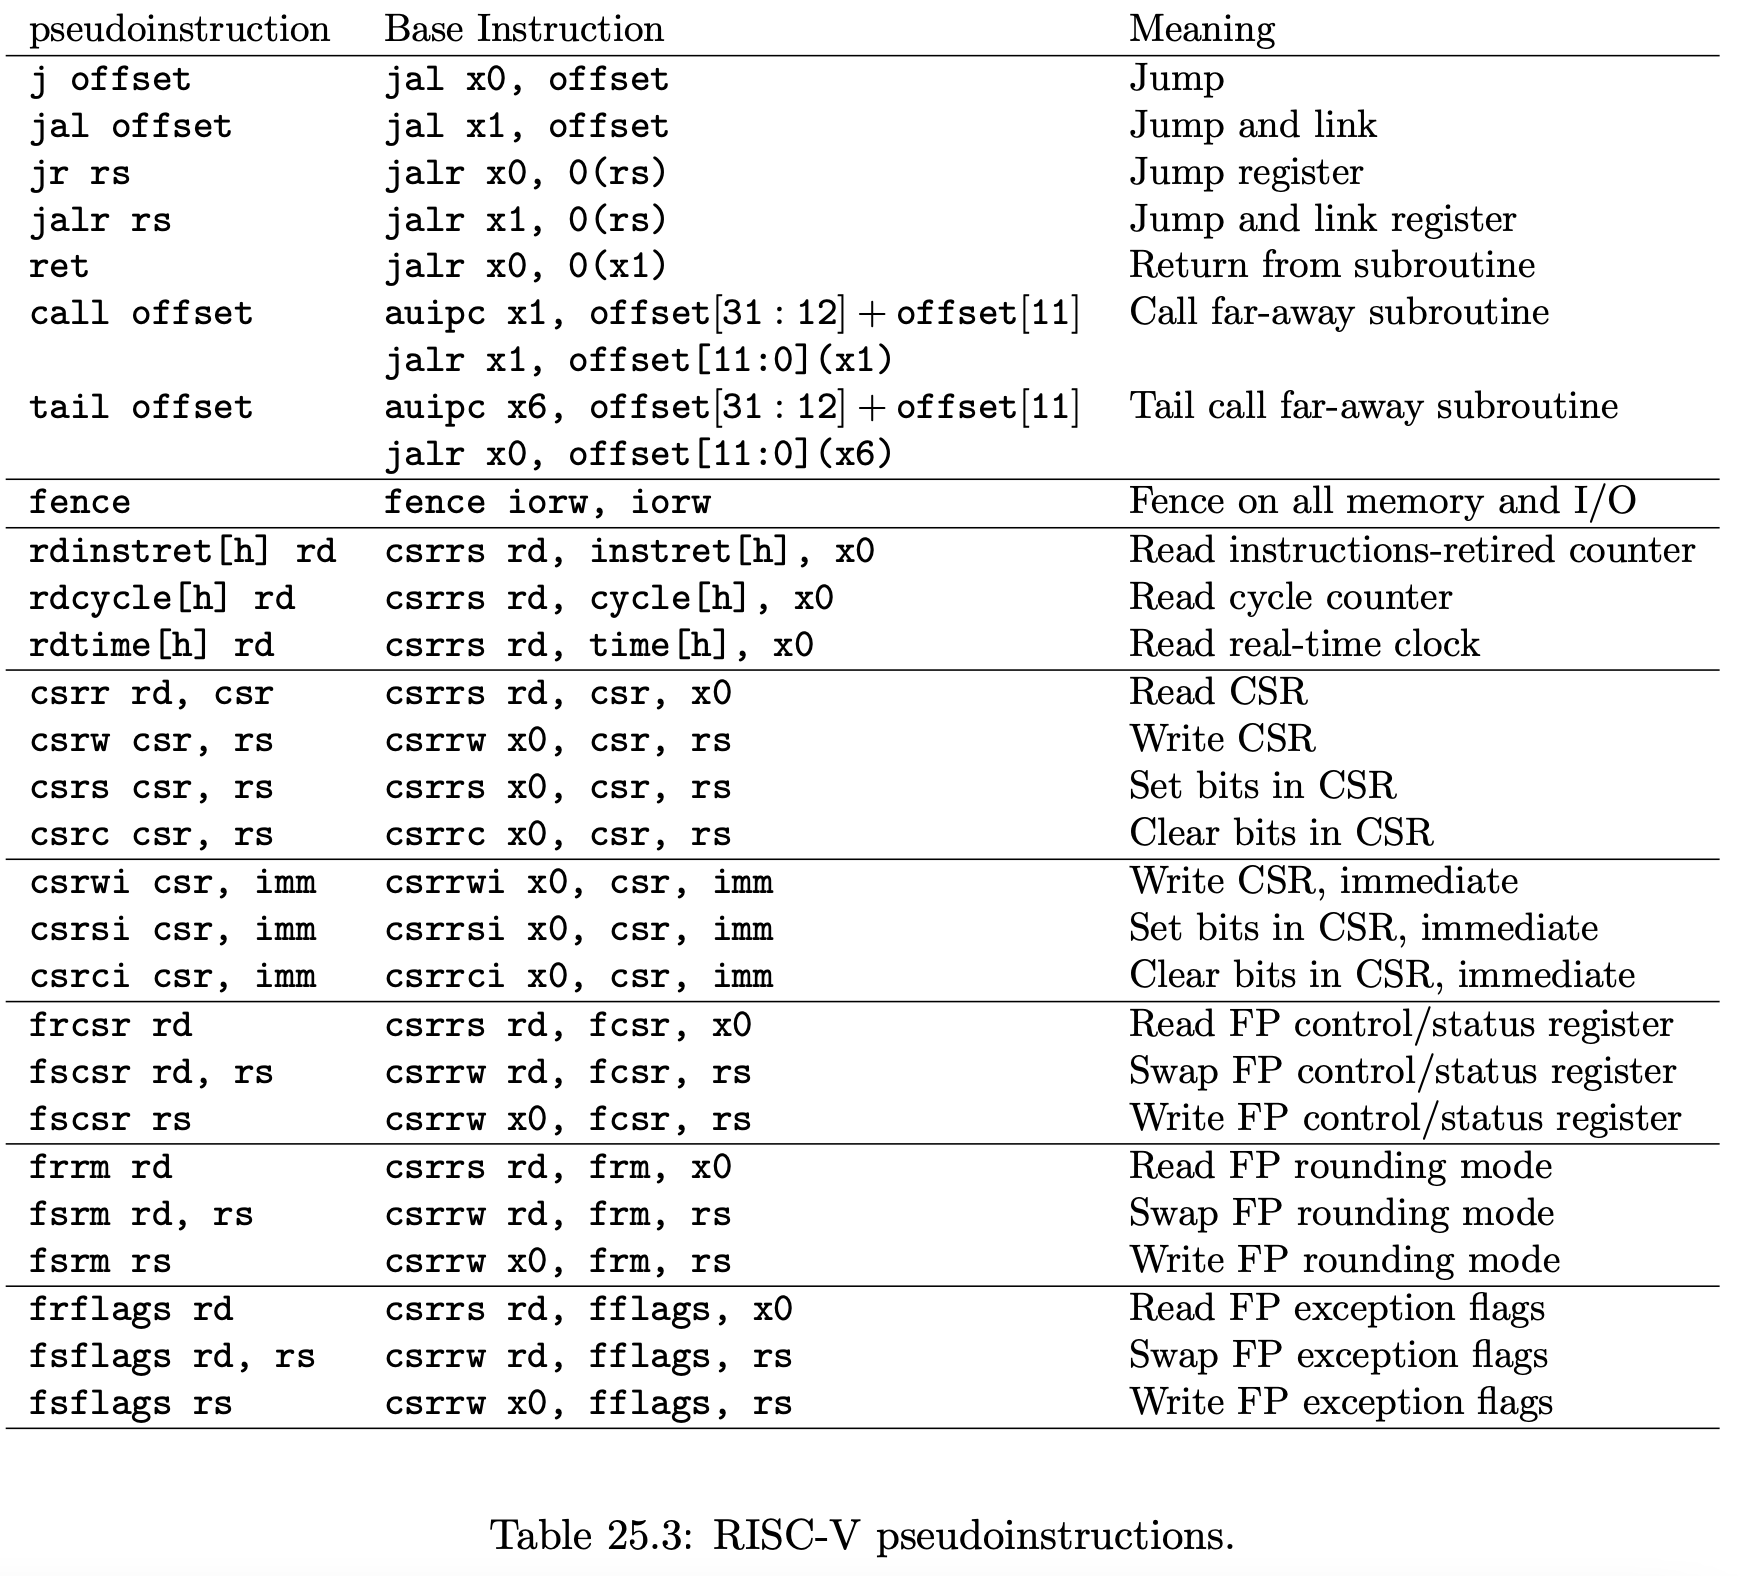 pseudoinstruction Base Instruction Meaning
j offset jal x0, offset Jump
jal offset jal x1, offset Jump and link
jr rs jalr x0, 0(rs) Jump register
jalr rs jalr x1, 0(rs) Jump and link register
ret jalr x0, 0(x1) Return from subroutine
call offset auipc x1, offset[31 : 12] + offset[11] Call far-away subroutine
jalr x1, offset[11:0](x1)
tail offset auipc x6, offset[31 : 12] + offset[11] Tail call far-away subroutine
jalr x0, offset[11:0](x6)
fence fence iorw, iorw Fence on all memory and I/O
rdinstret[h] rd csrrs rd, instret[h], x0 Read instructions-retired counter
rdcycle[h] rd csrrs rd, cycle[h], x0 Read cycle counter
rdtime[h] rd csrrs rd, time[h], x0 Read real-time clock
csrr rd, csr csrrs rd, csr, x0 Read CSR
csrw csr, rs csrrw x0, csr, rs Write CSR
csrs csr, rs csrrs x0, csr, rs Set bits in CSR
csrc csr, rs csrrc x0, csr, rs Clear bits in CSR
csrwi csr, imm csrrwi x0, csr, imm Write CSR, immediate
csrsi csr, imm csrrsi x0, csr, imm Set bits in CSR, immediate
csrci csr, imm csrrci x0, csr, imm Clear bits in CSR, immediate
frcsr rd csrrs rd, fcsr, x0 Read FP control/status register
fscsr rd, rs csrrw rd, fcsr, rs Swap FP control/status register
fscsr rs csrrw x0, fcsr, rs Write FP control/status register
frrm rd csrrs rd, frm, x0 Read FP rounding mode
fsrm rd, rs csrrw rd, frm, rs Swap FP rounding mode
fsrm rs csrrw x0, frm, rs Write FP rounding mode
frflags rd csrrs rd, fflags, x0 Read FP exception flags
fsflags rd, rs csrrw rd, fflags, rs Swap FP exception flags
fsflags rs csrrw x0, fflags, rs Write FP exception flags
Table 25.3: RISC-V pseudoinstructions.